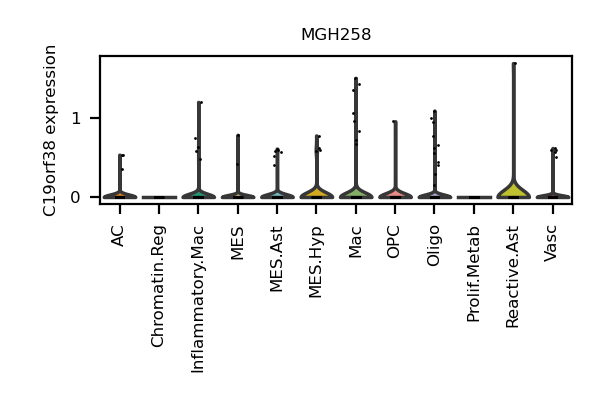 MGH258
C19orf38 expression
1
0
AC
Chromatin.Reg
Inflammatory.Mac
MES
MES.Ast
MES.Hyp
Mac
OPC
Oligo
Prolif.Metab
Reactive.Ast
Vasc